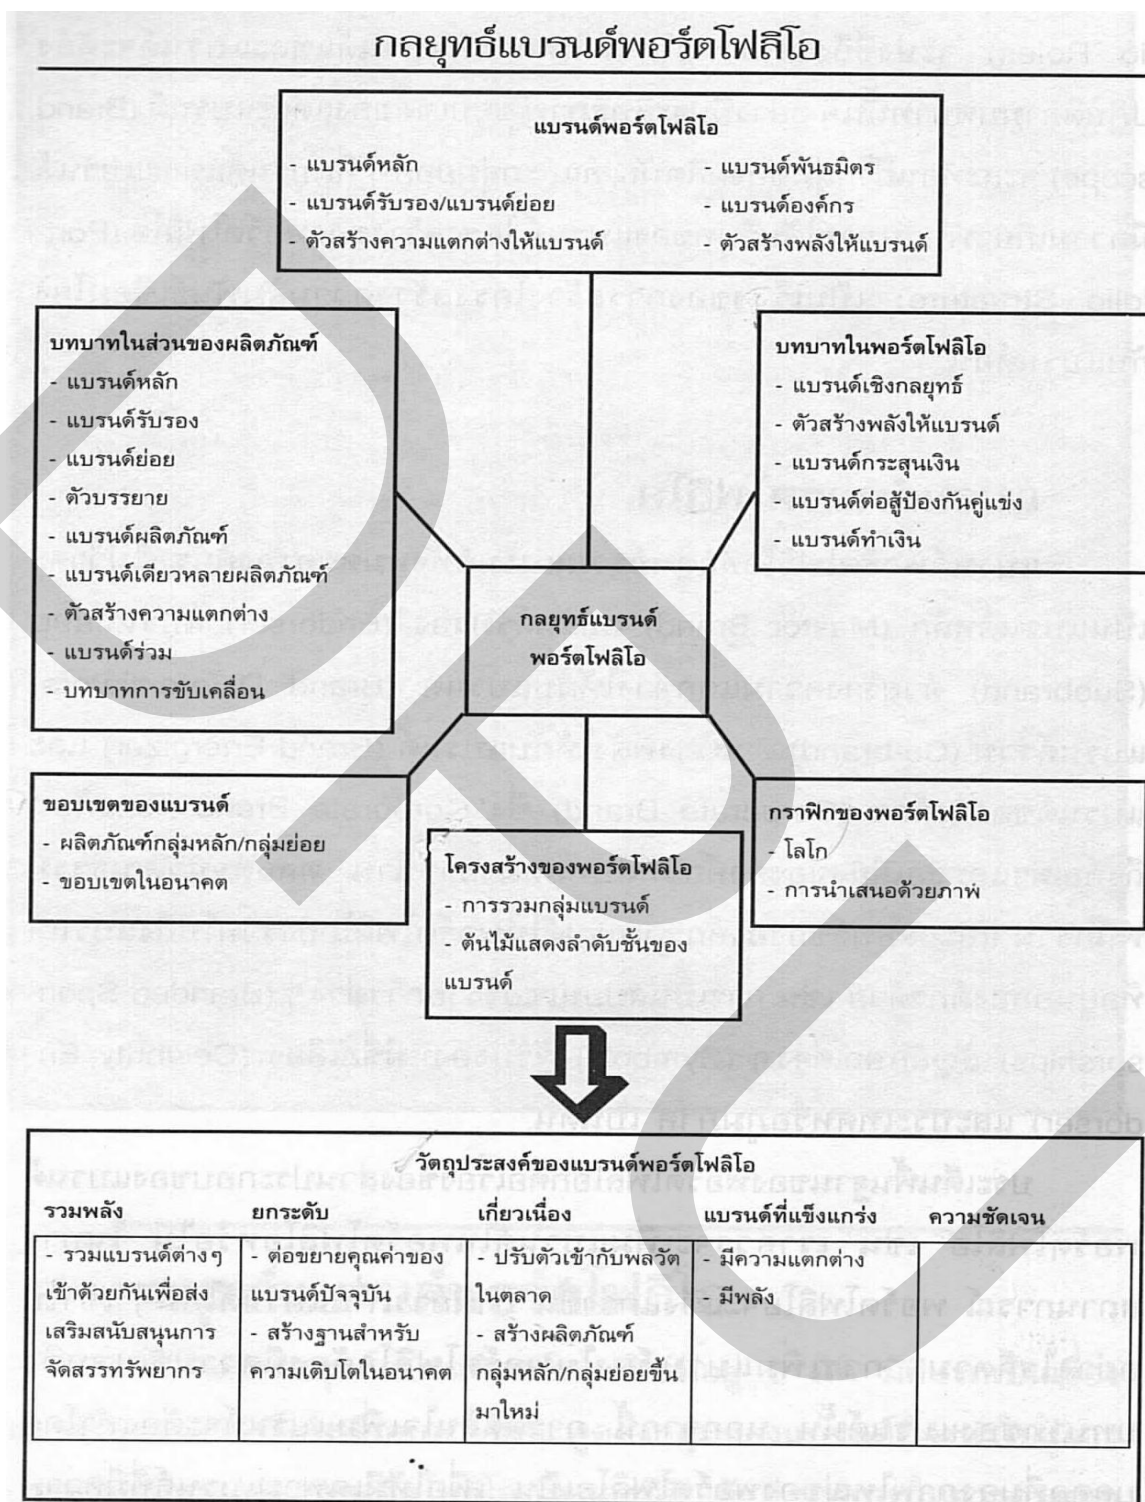 กลยุทธ์แบรนด์พอร์ตโฟลิโอ
แบรนด์พอร์ตโฟลิโอ
- แบรนด์หลัก
- แบรนด์รับรอง/แบรนด์ย่อย
- ตัวสร้างความแตกต่างให้แบรนด์
- แบรนด์พันธมิตร
- แบรนด์องค์กร
- ตัวสร้างพลังให้แบรนด์
บทบาทในส่วนของผลิตภัณฑ์
- แบรนด์หลัก
- แบรนด์รับรอง
- แบรนด์ย่อย
- ตัวบรรยาย
- แบรนด์ผลิตภัณฑ์
- แบรนด์เดียวหลายผลิตภัณฑ์
- ตัวสร้างความแตกต่าง
- แบรนด์ร่วม
- บทบาทการขับเคลื่อน
บทบาทในพอร์ตโฟลิโอ
- แบรนด์เชิงกลยุทธ์
- ตัวสร้างพลังให้แบรนด์
- แบรนด์กระสุนเงิน
- แบรนด์ต่อสู้ป้องกันคู่แข่ง
- แบรนด์ทำเงิน
กลยุทธ์แบรนด์
พอร์ตโฟลิโอ
ขอบเขตของแบรนด์
- ผลิตภัณฑ์กลุ่มหลัก/กลุ่มย่อย
- ขอบเขตในอนาคต
โครงสร้างของพอร์ตโฟลิโอ
- การรวมกลุ่มแบรนด์
- ต้นไม้แสดงลำดับชั้นของ
แบรนด์
กราฟิกของพอร์ตโฟลิโอ
- โลโก
- การนำเสนอด้วยภาพ
วัตถุประสงค์ของแบรนด์พอร์ตโฟลิโอ
รวมพลัง
- รวมแบรนด์ต่างๆ
เข้าด้วยกันเพื่อส่ง
เสริมสนับสนุนการ
จัดสรรทรัพยากร
ยกระดับ
- ต่อขยายคุณค่าของ
แบรนด์ปัจจุบัน
- สร้างฐานสำหรับ
ความเติบโตในอนาคต
เกี่ยวเนื่อง
- ปรับตัวเข้ากับพลวัต
ในตลาด
- สร้างผลิตภัณฑ์
กลุ่มหลัก/กลุ่มย่อยขึ้น
มาใหม่
แบรนด์ที่แข็งแกร่ง
- มีความแตกต่าง
- มีพลัง
ความชัดเจน
DPU